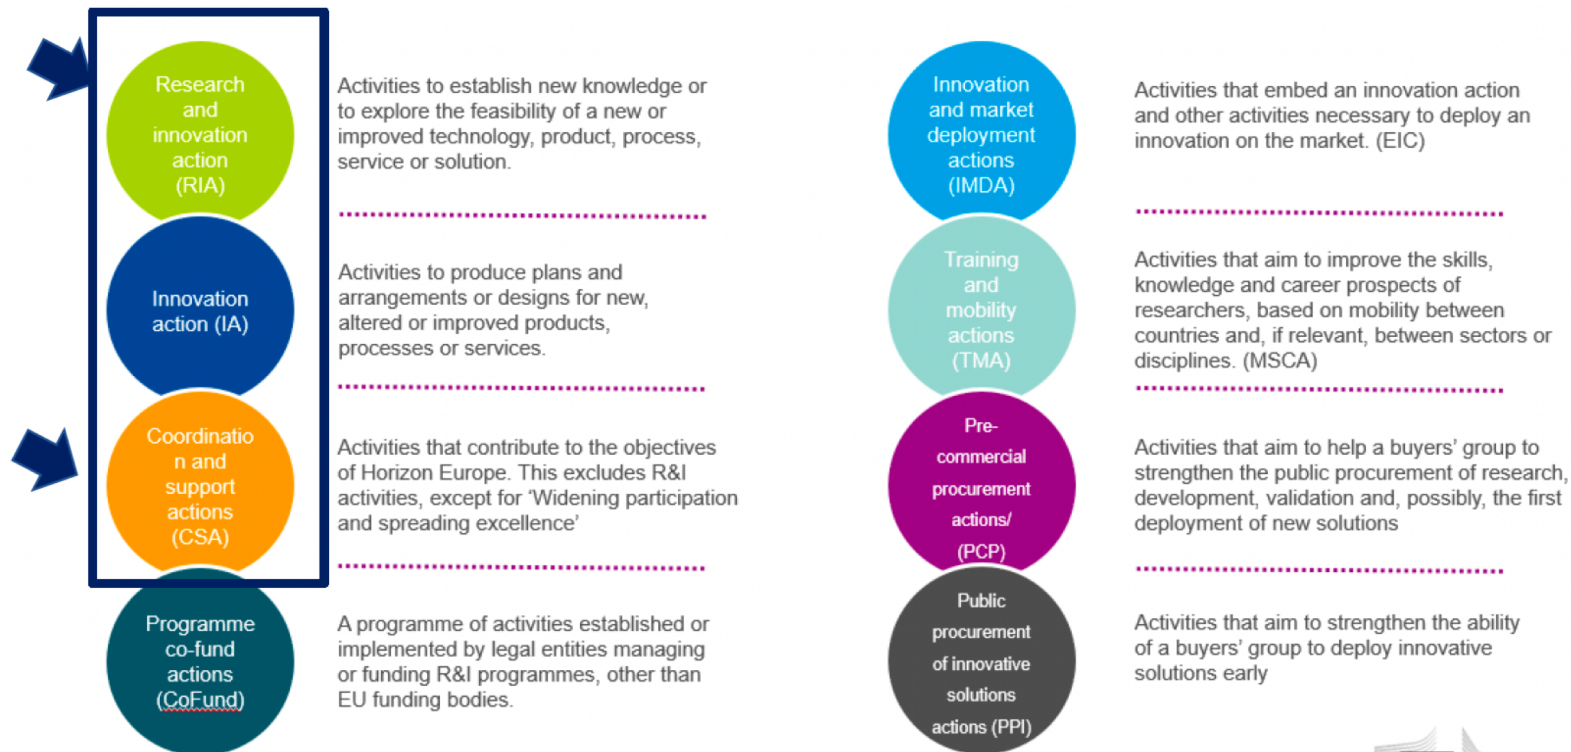 Research
and
innovation
action
(RIA)
Activities to establish new knowledge or
to explore the feasibility of a new or
improved technology, product, process,
service or solution.
Innovation
action (IA)
Activities to produce plans and
arrangements or designs for new,
altered or improved products,
processes or services.
Coordinatio
n and
support
actions
(CSA)
Activities that contribute to the objectives
of Horizon Europe. This excludes R&I
activities, except for ‘Widening participation
and spreading excellence’
Programme
co-fund
actions
(CoFund)
A programme of activities established or
implemented by legal entities managing
or funding R&I programmes, other than
EU funding bodies.
Innovation
and market
deployment
actions
(IMDA)
Activities that embed an innovation action
and other activities necessary to deploy an
innovation on the market. (EIC)
Training
and
mobility
actions
(TMA)
Activities that aim to improve the skills,
knowledge and career prospects of
researchers, based on mobility between
countries and, if relevant, between sectors or
disciplines. (MSCA)
Pre-
commercial
procurement
actions/
(PCP)
Activities that aim to help a buyers’ group to
strengthen the public procurement of research,
development, validation and, possibly, the first
deployment of new solutions
Public
procurement
of innovative
solutions
actions (PPI)
Activities that aim to strengthen the ability
of a buyers’ group to deploy innovative
solutions early